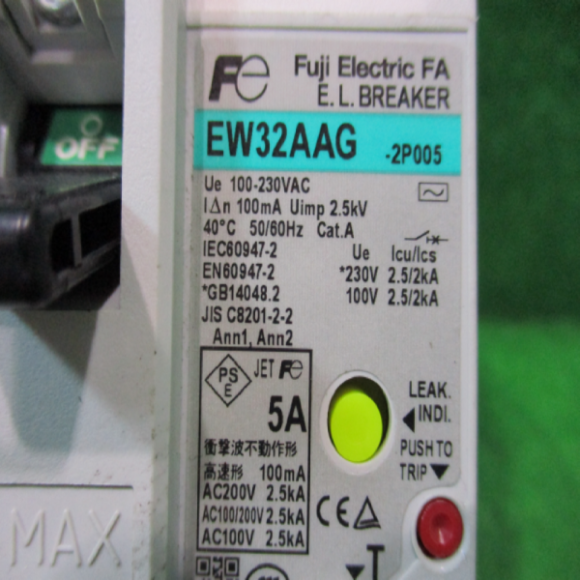 Fe Fuji Electric FA
E.L.BREAKER
EW32AAG -2P005
OFF
Ue 100-230VAC
IΔn 100mA Uimp 2.5kV
40°C 50/60Hz Cat.A
IEC60947-2 Ue Icu/Ics
EN60947-2 *230V 2.5/2kA
*GB14048.2 100V 2.5/2kA
JIS C8201-2-2
Ann1, Ann2
PS E JET Fe
5A
衝撃波不動作形
高速形 100mA
AC200V 2.5kA
AC100/200V 2.5kA
AC100V 2.5kA
LEAK.
INDI.
PUSH TO
TRIP
CE
T
MAX